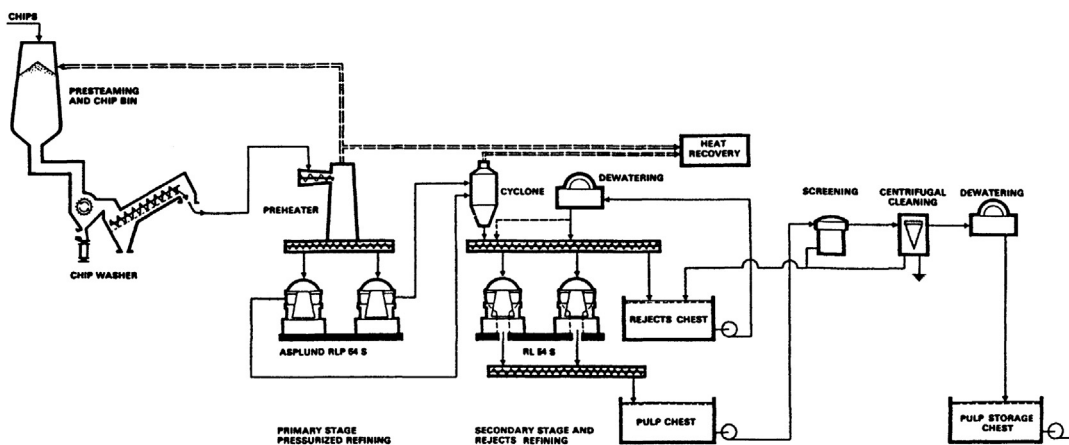 CHIPS
PRESTEAMING
AND CHIP BIN
CHIP WASHER
PREHEATER
ASPLUND RLP 54 S
PRIMARY STAGE
PRESSURIZED REFINING
CYCLONE
DEWATERING
HEAT
RECOVERY
RL 54 S
REJECTS CHEST
PULP CHEST
SECONDARY STAGE AND
REJECTS REFINING
SCREENING
CENTRIFUGAL
CLEANING
DEWATERING
PULP STORAGE
CHEST